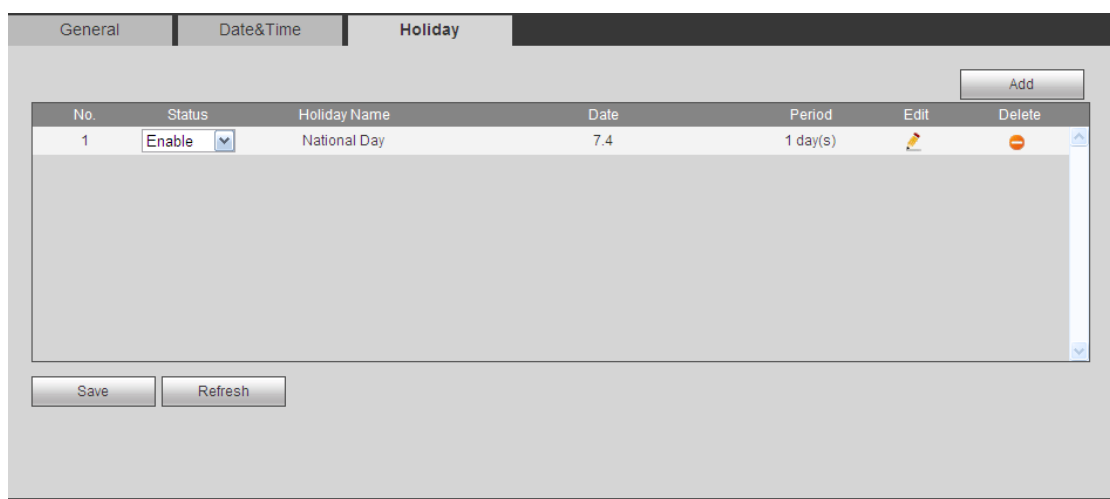 General Date&Time Holiday
Add
No. Status Holiday Name Date Period Edit Delete
1 Enable National Day 7.4 1 day(s)
Save Refresh